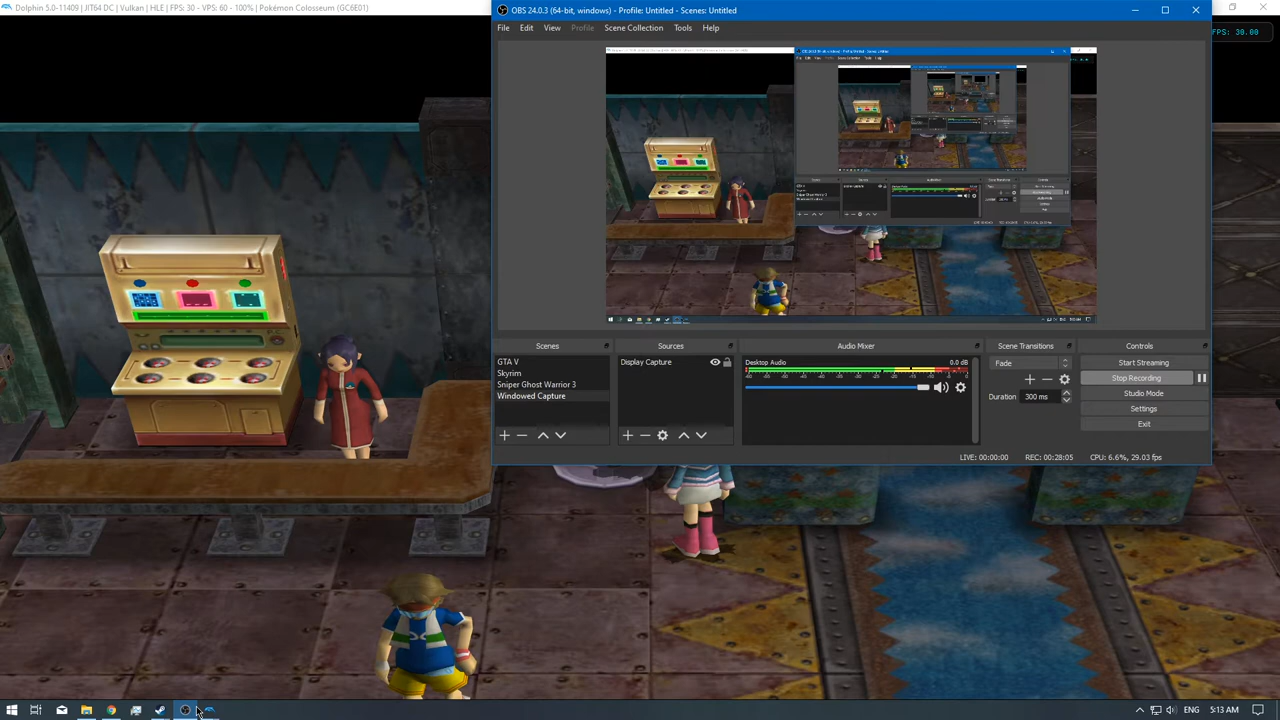 Dolphin 5.0-11409 | JIT64 DC | Vulkan | HLE | FPS: 30 - VPS: 60 - 100% | Pokémon Colosseum (GC6E01)
OBS 24.0.3 (64-bit, windows) - Profile: Untitled - Scenes: Untitled
File Edit View Profile Scene Collection Tools Help
FPS: 30.00
Scenes
GTA V
Skyrim
Sniper Ghost Warrior 3
Windowed Capture
Sources
Display Capture
Audio Mixer
Desktop Audio
0.0 dB
Scene Transitions
Fade
Duration 300 ms
Controls
Start Streaming
Stop Recording
Studio Mode
Settings
Exit
LIVE: 00:00:00 REC: 00:28:05 CPU: 6.6%, 29.03 fps
ENG 5:13 AM